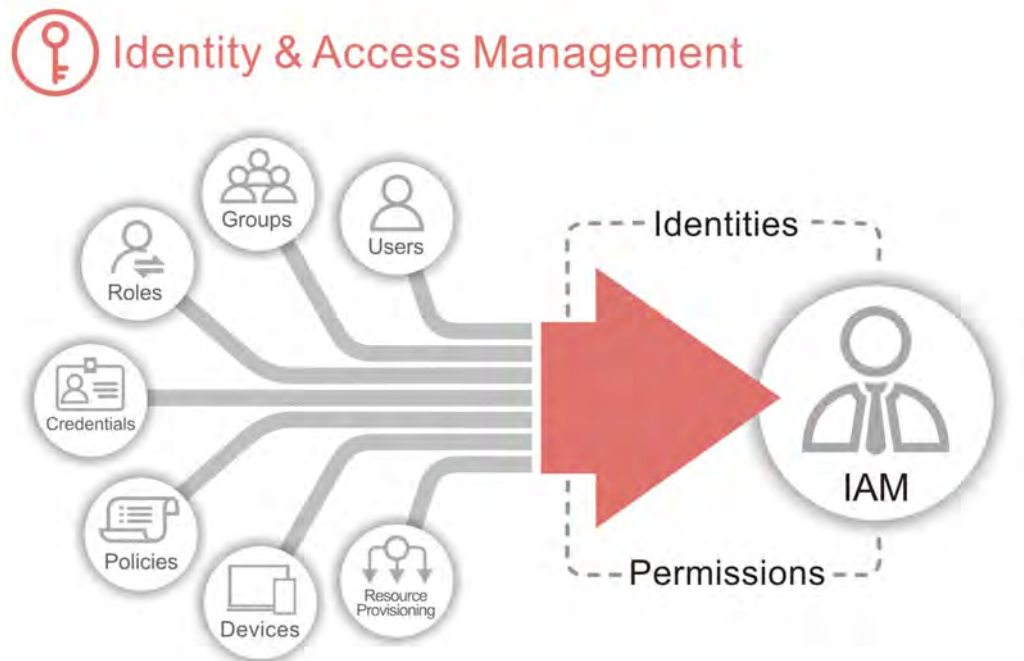 Identity & Access Management
Groups
Users
Roles
Credentials
Policies
Devices
Resource
Provisioning
Identities
IAM
Permissions